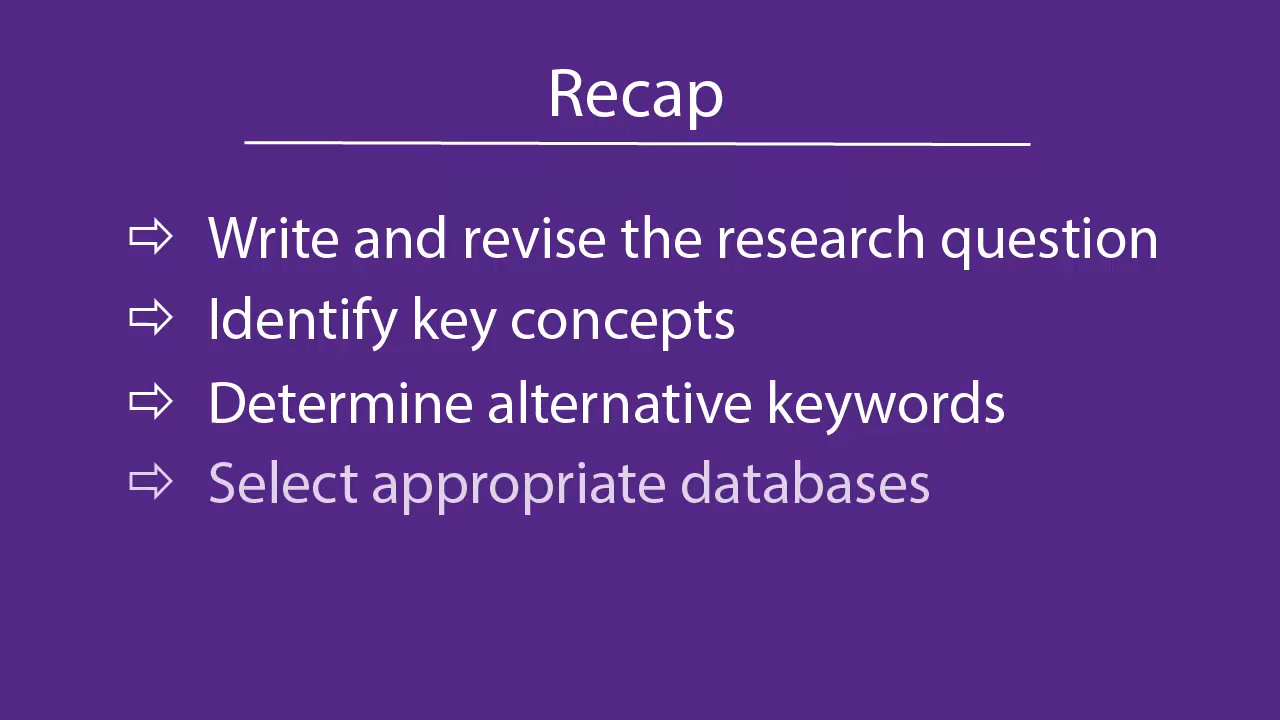 Recap
⇨ Write and revise the research question
⇨ Identify key concepts
⇨ Determine alternative keywords
⇨ Select appropriate databases